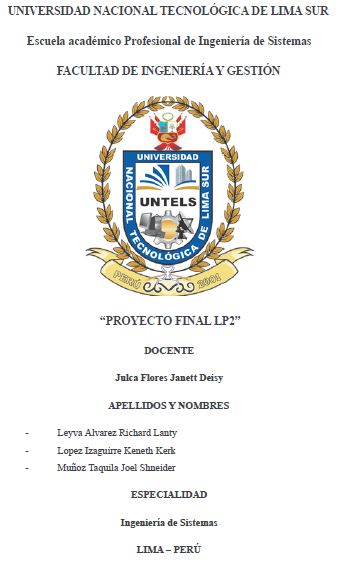 UNIVERSIDAD NACIONAL TECNOLÓGICA DE LIMA SUR
Escuela académico Profesional de Ingeniería de Sistemas
FACULTAD DE INGENIERÍA Y GESTIÓN
UNIVERSIDAD
NACIONAL TECNOLÓGICA DE LIMA SUR
UNTELS
PERÚ 2001
“PROYECTO FINAL LP2”
DOCENTE
Julca Flores Janett Deisy
APELLIDOS Y NOMBRES
- Leyva Alvarez Richard Lanty
- Lopez Izaguirre Keneth Kerk
- Muñoz Taquila Joel Shneider
ESPECIALIDAD
Ingeniería de Sistemas
LIMA – PERÚ